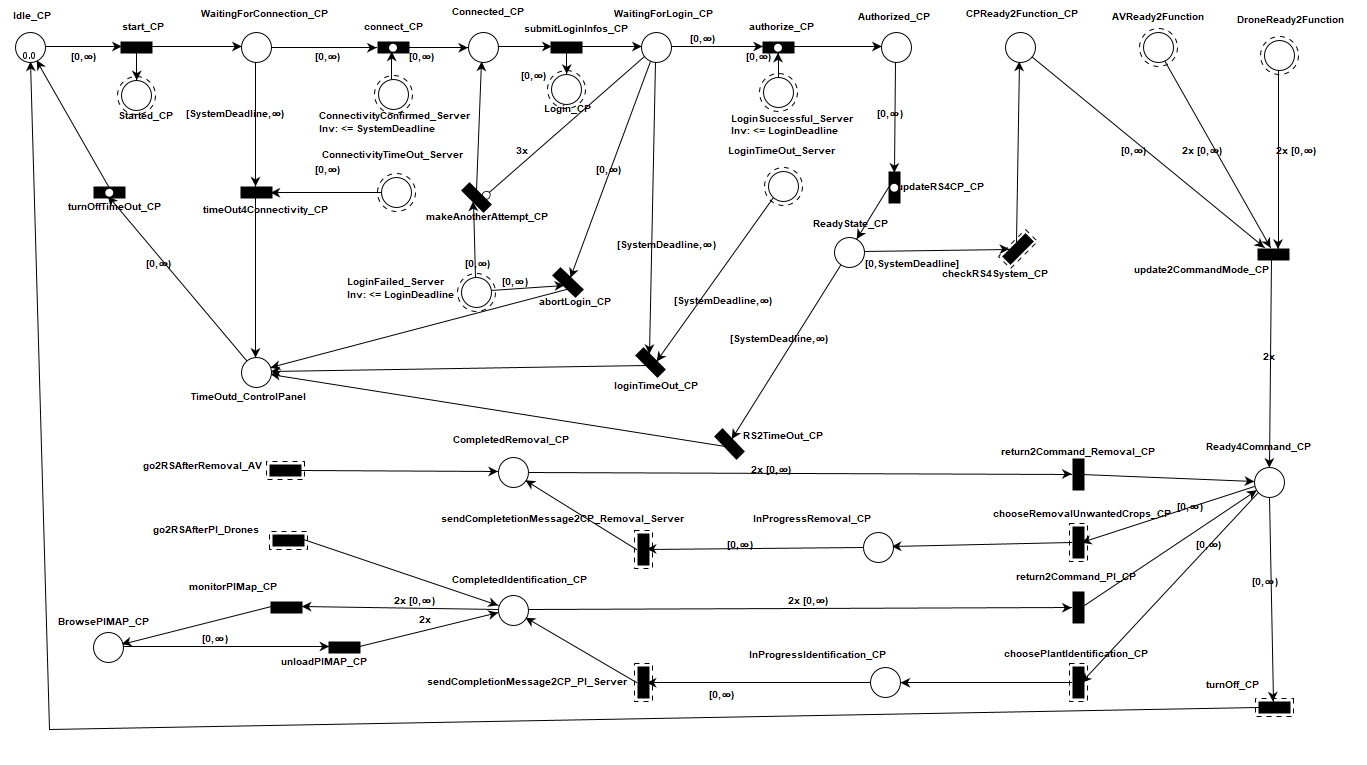 Idle_CP
start_CP
WaitingForConnection_CP
connect_CP
Connected_CP
submitLoginInfos_CP
WaitingForLogin_CP
authorize_CP
Authorized_CP
CPReady2Function_CP
AVReady2Function
DroneReady2Function
0.0
[0,∞)
[0,∞)
[0,∞)
[0,∞)
[0,∞)
[0,∞)
Started_CP
[SystemDeadline,∞)
ConnectivityConfirmed_Server
Inv: <= SystemDeadline
Login_CP
LoginSuccessful_Server
Inv: <= LoginDeadline
[0,∞)
ConnectivityTimeOut_Server
[0,∞)
3x
[0,∞)
LoginTimeOut_Server
[0,∞)
2x [0,∞)
2x [0,∞)
turnOffTimeOut_CP
timeOut4Connectivity_CP
makeAnotherAttempt_CP
updateRS4CP_CP
ReadyState_CP
[0,∞)
[0,∞)
[SystemDeadline,∞)
[0,SystemDeadline]
checkRS4System_CP
update2CommandMode_CP
LoginFailed_Server
Inv: <= LoginDeadline
[0,∞)
abortLogin_CP
[SystemDeadline,∞)
[SystemDeadline,∞)
2x
TimeOutd_ControlPanel
loginTimeOut_CP
RS2TimeOut_CP
CompletedRemoval_CP
Ready4Command_CP
go2RSAfterRemoval_AV
2x [0,∞)
return2Command_Removal_CP
sendCompletetionMessage2CP_Removal_Server
InProgressRemoval_CP
chooseRemovalUnwantedCrops_CP
[0,∞)
go2RSAfterPI_Drones
[0,∞)
[0,∞)
monitorPIMap_CP
CompletedIdentification_CP
return2Command_PI_CP
[0,∞)
2x [0,∞)
2x [0,∞)
BrowsePIMAP_CP
2x
[0,∞)
unloadPIMAP_CP
InProgressIdentification_CP
choosePlantIdentification_CP
sendCompletionMessage2CP_PI_Server
[0,∞)
turnOff_CP